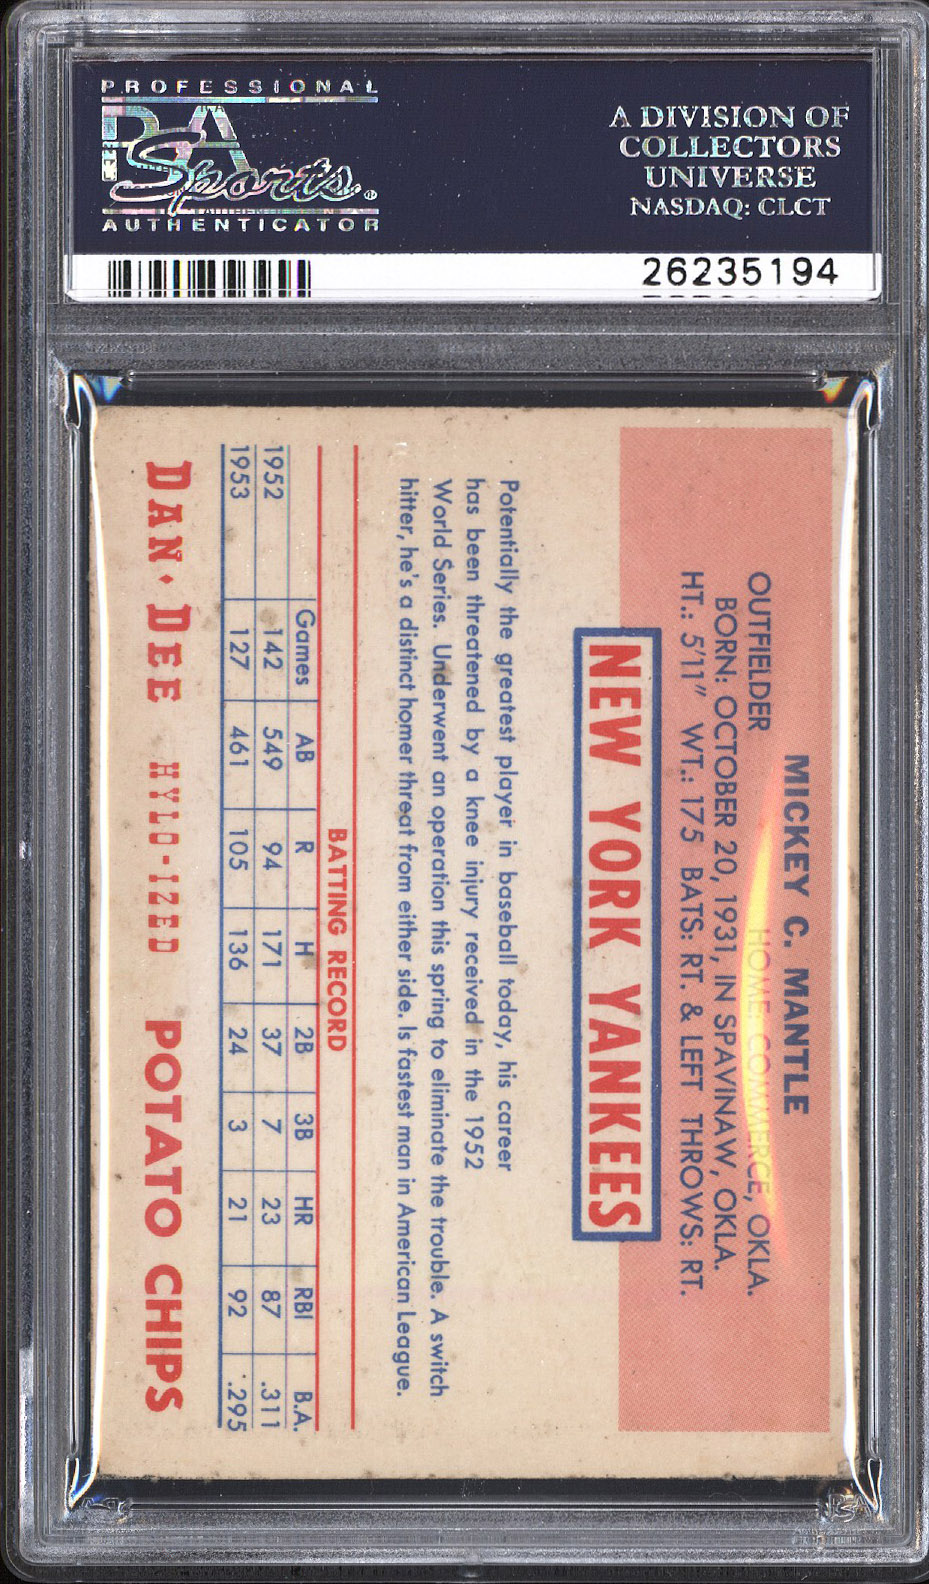 PROFESSIONAL
PSA
Sports®
AUTHENTICATOR
A DIVISION OF
COLLECTORS
UNIVERSE
NASDAQ: CLCT
26235194
MICKEY C. MANTLE
OUTFIELDER HOME: COMMERCE, OKLA.
BORN: OCTOBER 20, 1931, IN SPAVINAW, OKLA.
HT.: 5'11" WT.: 175 BATS: RT. & LEFT THROWS: RT.
NEW YORK YANKEES
Potentially the greatest player in baseball today, his career
has been threatened by a knee injury received in the 1952
World Series. Underwent an operation this spring to eliminate the trouble. A switch
hitter, he's a distinct homer threat from either side. Is fastest man in American League.
BATTING RECORD
Games AB R H 2B 3B HR RBI B.A.
1952 142 549 94 171 37 7 23 87 .311
1953 127 461 105 136 24 3 21 92 .295
DAN·DEE HYLO-IZED POTATO CHIPS